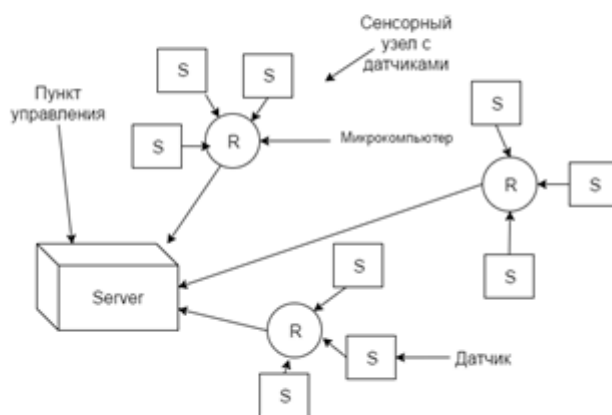 Сенсорный
узел с
датчиками
S
S
Пункт
управления
S
S
R
Микрокомпьютер
R
S
S
S
Server
R
S
Датчик
S